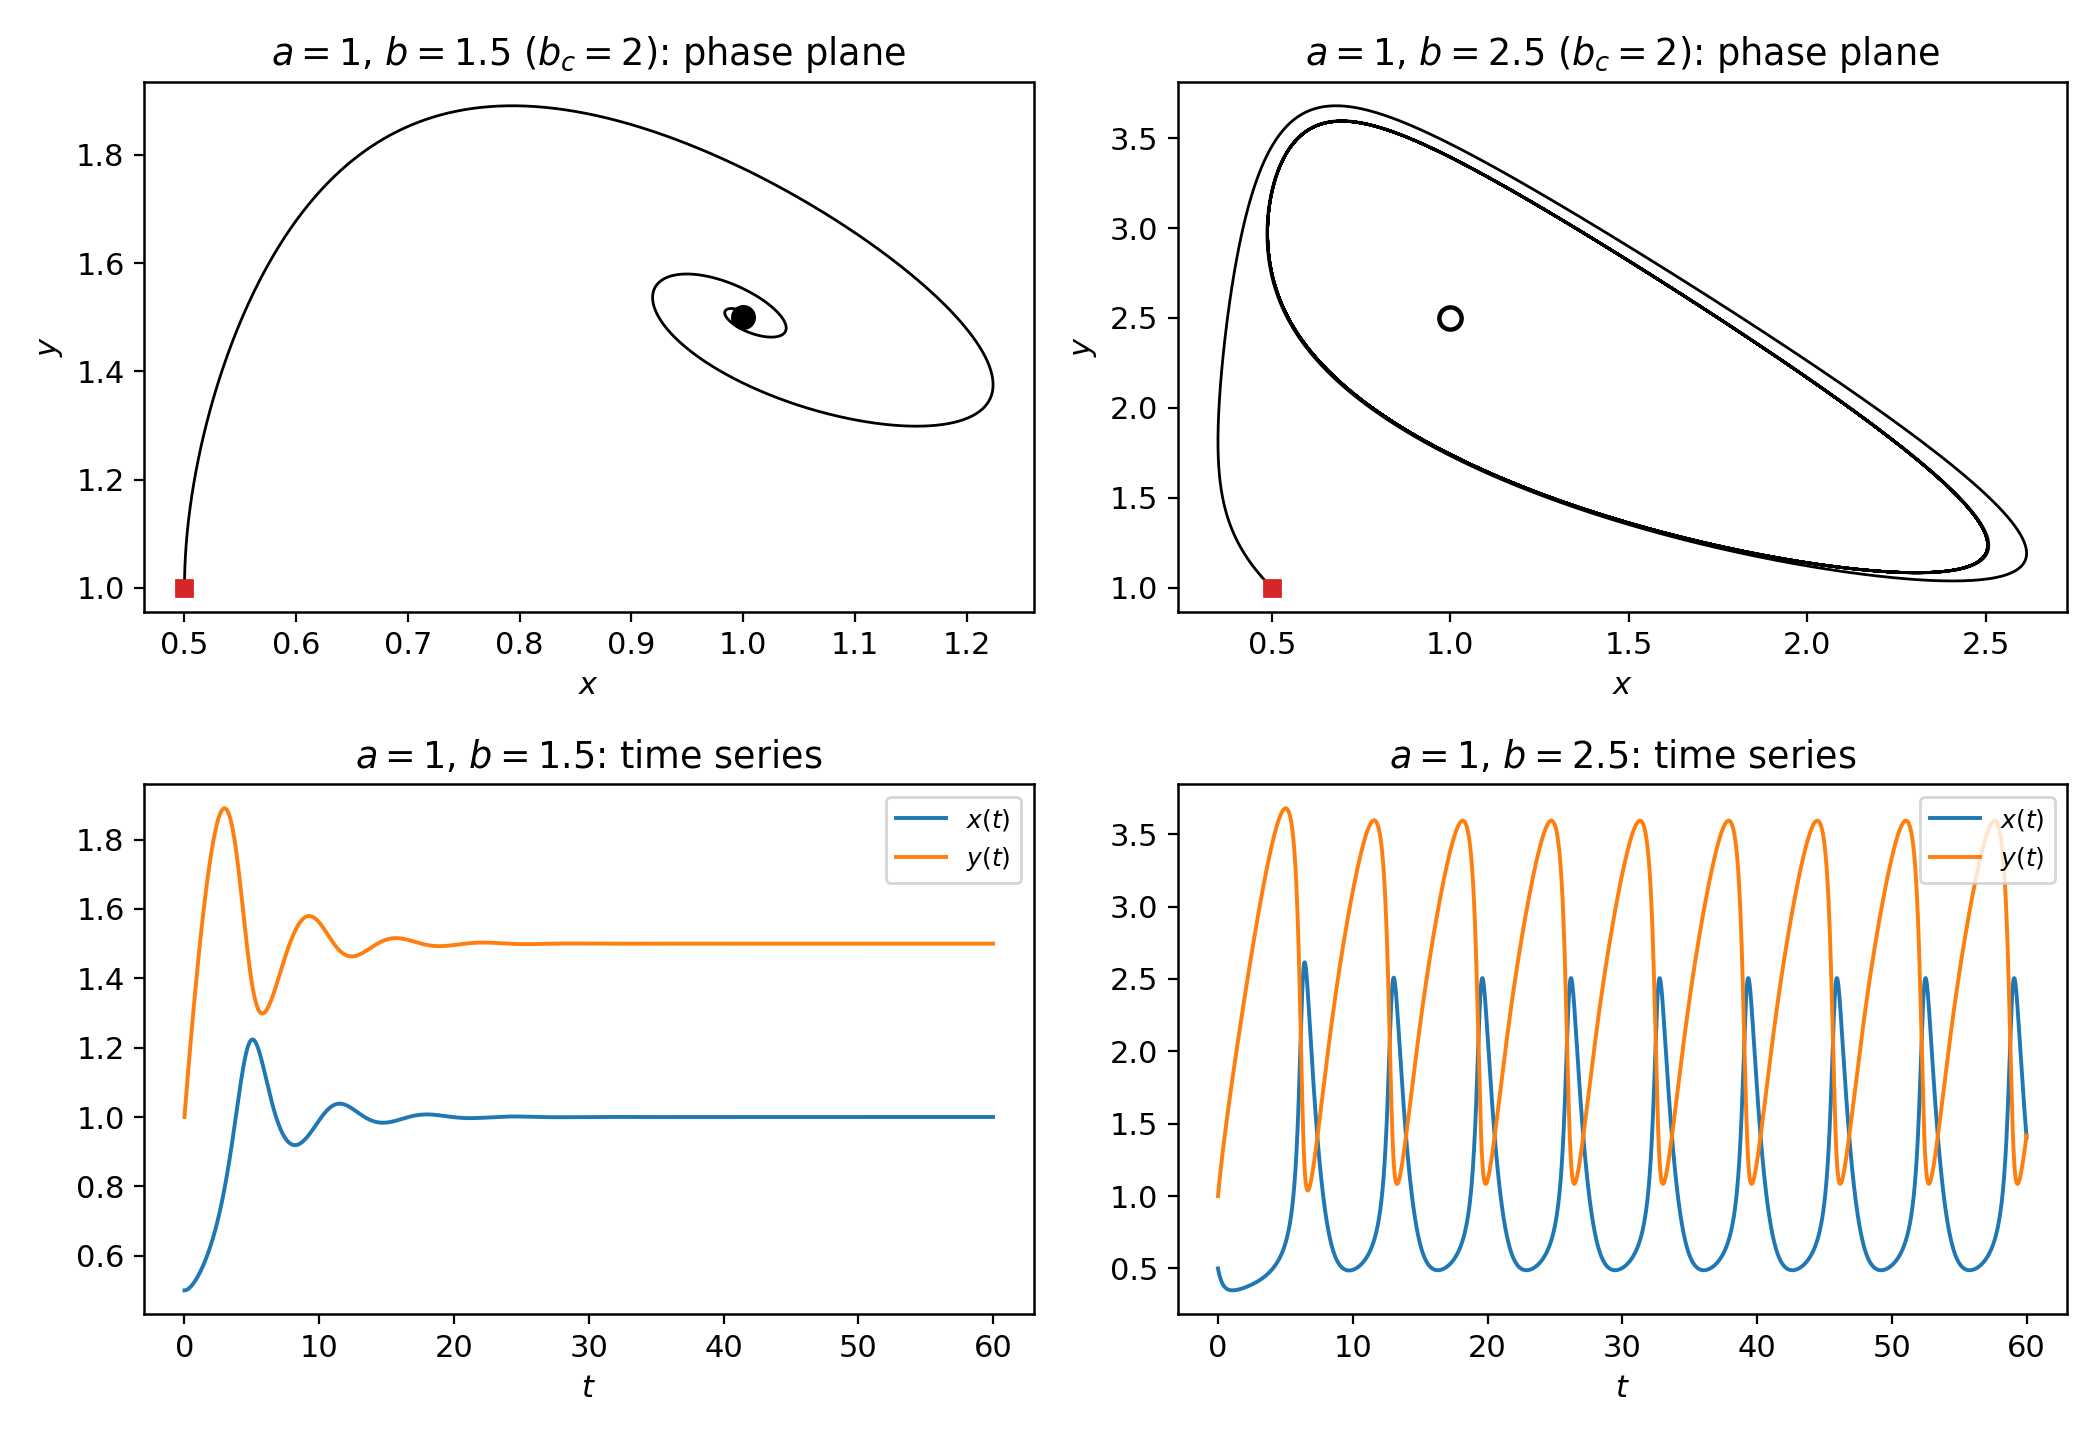 a = 1, b = 1.5 (b_c = 2): phase plane
y
1.8
1.6
1.4
1.2
1.0
0.5 0.6 0.7 0.8 0.9 1.0 1.1 1.2
x
a = 1, b = 2.5 (b_c = 2): phase plane
y
3.5
3.0
2.5
2.0
1.5
1.0
0.5 1.0 1.5 2.0 2.5
x
a = 1, b = 1.5: time series
x(t)
y(t)
1.8
1.6
1.4
1.2
1.0
0.8
0.6
0 10 20 30 40 50 60
t
a = 1, b = 2.5: time series
x(t)
y(t)
3.5
3.0
2.5
2.0
1.5
1.0
0.5
0 10 20 30 40 50 60
t